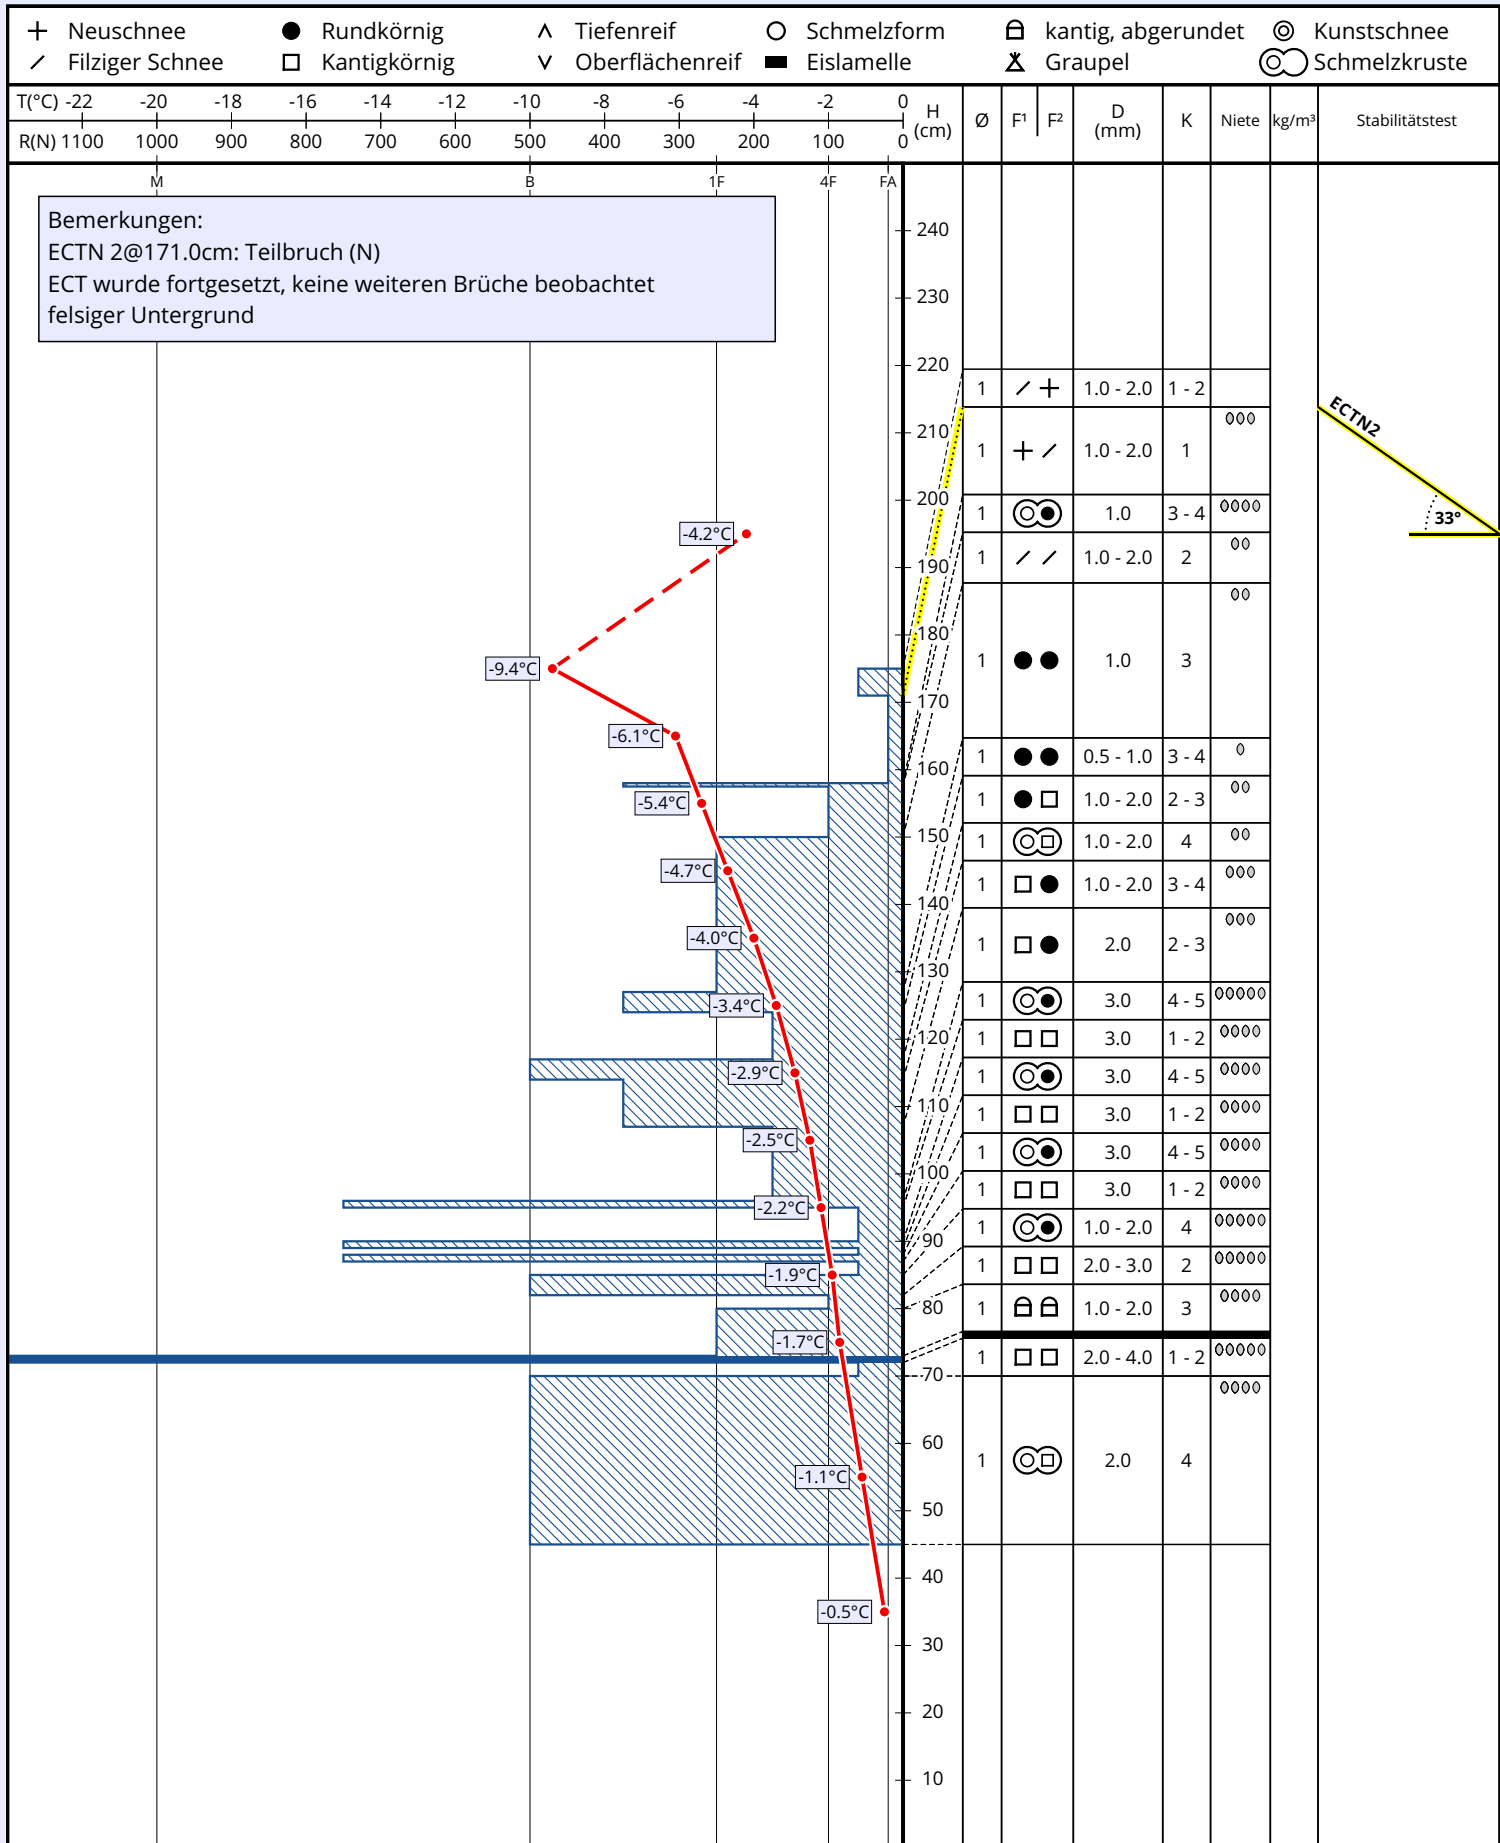 Neuschnee Rundkörnig Tiefenreif Schmelzform kantig, abgerundet Kunstschnee
Filziger Schnee Kantigkörnig Oberflächenreif Eislamelle Graupel Schmelzkruste
T(°C) -22 -20 -18 -16 -14 -12 -10 -8 -6 -4 -2 0
R(N) 1100 1000 900 800 700 600 500 400 300 200 100 0
H (cm) Ø F¹ F² D (mm) K Niete kg/m³ Stabilitätstest
M B 1F 4F FA
Bemerkungen:
ECTN 2@171.0cm: Teilbruch (N)
ECT wurde fortgesetzt, keine weiteren Brüche beobachtet
felsiger Untergrund
240
230
220
210
200
190
180
170
160
150
140
130
120
110
100
90
80
70
60
50
40
30
20
10
-4.2°C
-9.4°C
-6.1°C
-5.4°C
-4.7°C
-4.0°C
-3.4°C
-2.9°C
-2.5°C
-2.2°C
-1.9°C
-1.7°C
-1.1°C
-0.5°C
1 1.0 - 2.0 1 - 2
1 1.0 - 2.0 1
1 1.0 3 - 4
1 1.0 - 2.0 2
1 1.0 3
1 0.5 - 1.0 3 - 4
1 1.0 - 2.0 2 - 3
1 1.0 - 2.0 4
1 1.0 - 2.0 3 - 4
1 2.0 2 - 3
1 3.0 4 - 5
1 3.0 1 - 2
1 3.0 4 - 5
1 3.0 1 - 2
1 3.0 4 - 5
1 3.0 1 - 2
1 1.0 - 2.0 4
1 2.0 - 3.0 2
1 1.0 - 2.0 3
1 2.0 - 4.0 1 - 2
1 2.0 4
ECTN2
33°